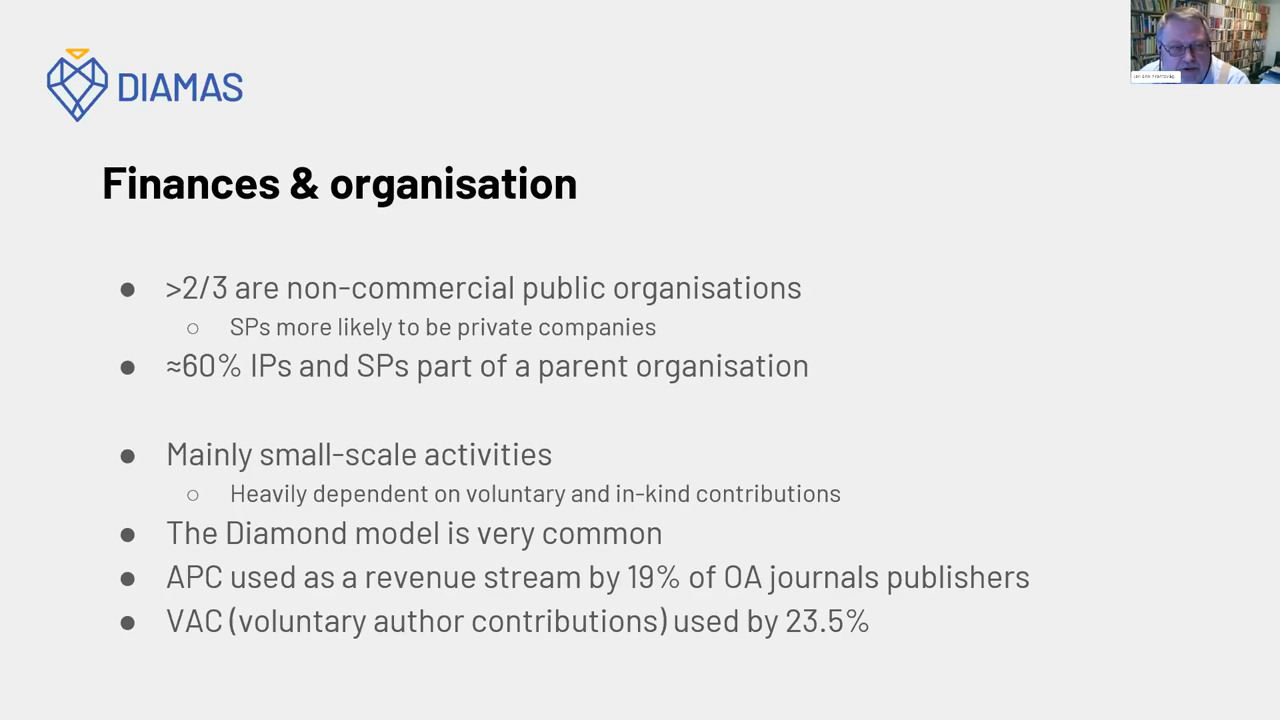 DIAMAS
Finances & organisation
● >2/3 are non-commercial public organisations
○ SPs more likely to be private companies
● ≈60% IPs and SPs part of a parent organisation
● Mainly small-scale activities
○ Heavily dependent on voluntary and in-kind contributions
● The Diamond model is very common
● APC used as a revenue stream by 19% of OA journals publishers
● VAC (voluntary author contributions) used by 23.5%